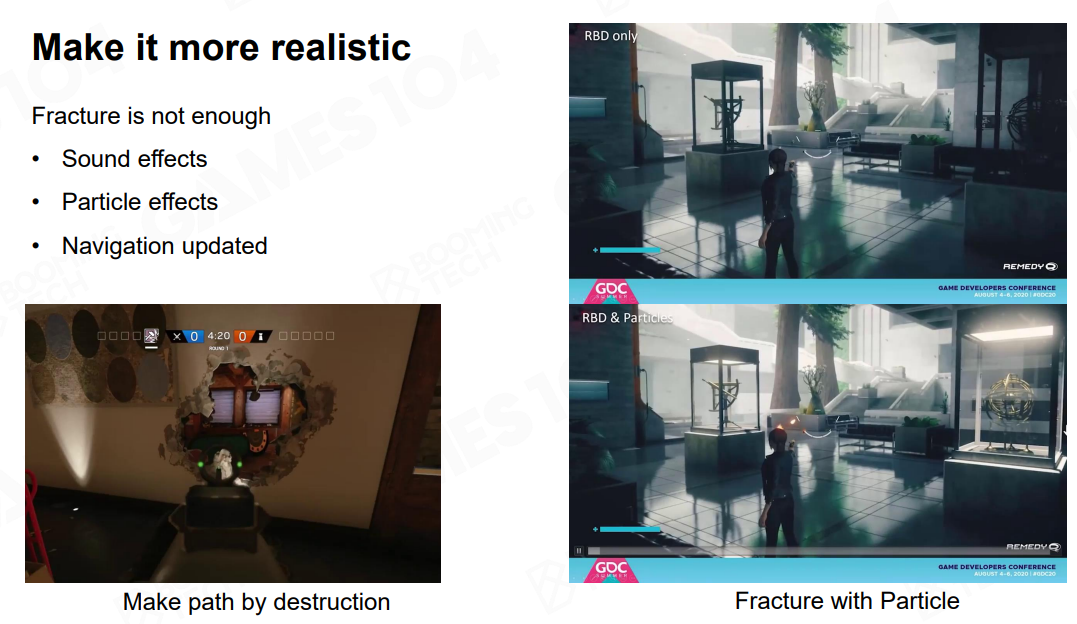 Make it more realistic
Fracture is not enough
• Sound effects
• Particle effects
• Navigation updated
0 4:20 0
ROUND 1
Make path by destruction
RBD only
REMEDY
GDC
SUMMER
GAME DEVELOPERS CONFERENCE
AUGUST 4-6, 2020 | #GDC20
RBD & Particles
REMEDY
GDC
SUMMER
GAME DEVELOPERS CONFERENCE
AUGUST 4-6, 2020 | #GDC20
Fracture with Particle
GAMES104
BOOMING
TECH